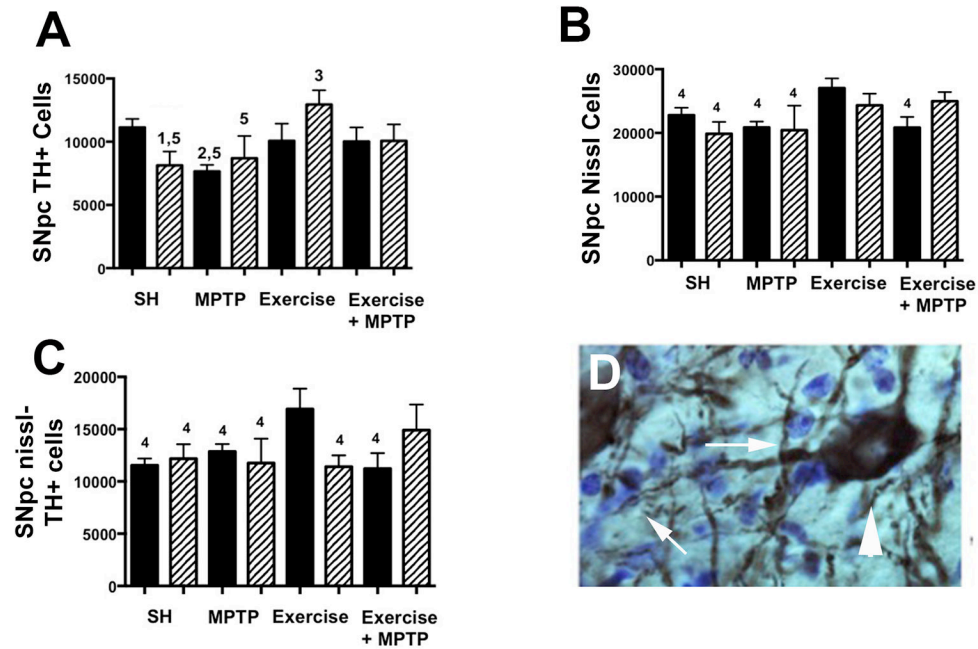 A
SNpc TH+ Cells
15000
10000
5000
0
1,5
2,5
5
3
SH
MPTP
Exercise
Exercise
+ MPTP
B
SNpc Nissl Cells
30000
20000
10000
0
4
4
4
4
4
SH
MPTP
Exercise
Exercise
+ MPTP
C
SNpc nissl-
TH+ cells
20000
15000
10000
5000
0
4
4
4
4
4
4
SH
MPTP
Exercise
Exercise
+ MPTP
D